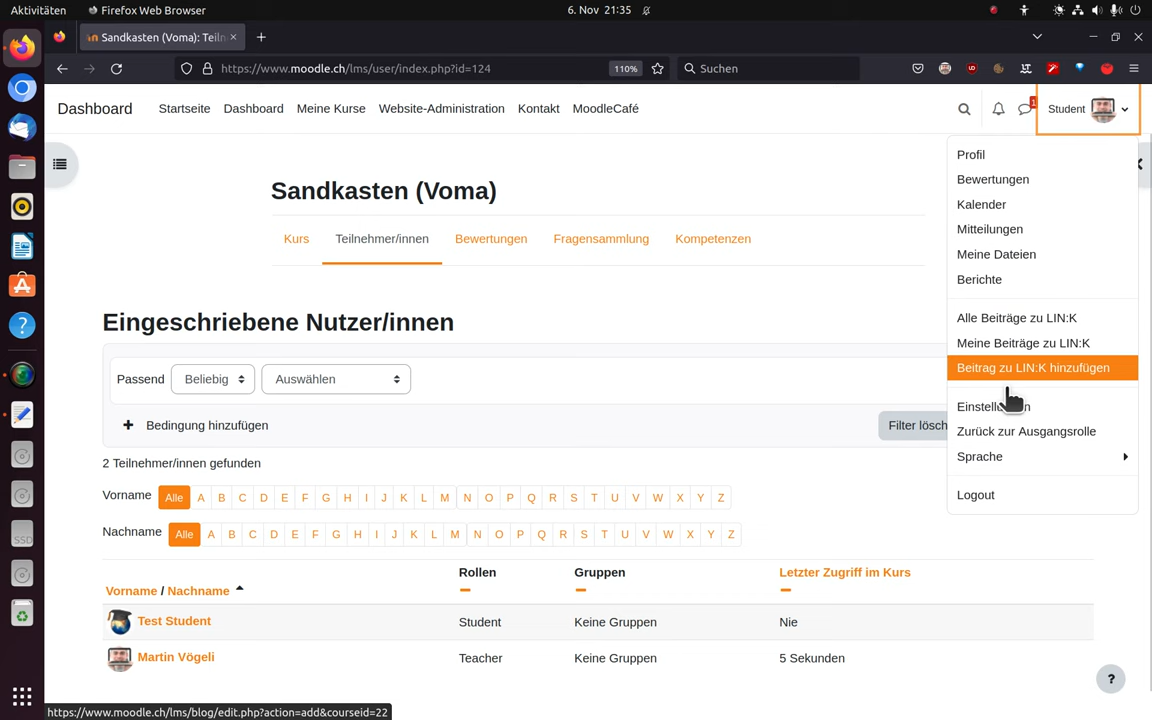 Aktivitäten Firefox Web Browser 6. Nov 21:35
Sandkasten (Voma): Teiln
https://www.moodle.ch/lms/user/index.php?id=124 110% Suchen
Dashboard Startseite Dashboard Meine Kurse Website-Administration Kontakt MoodleCafé 1 Student
Profil
Bewertungen
Kalender
Mitteilungen
Meine Dateien
Berichte
Alle Beiträge zu LIN:K
Meine Beiträge zu LIN:K
Beitrag zu LIN:K hinzufügen
Zurück zur Ausgangsrolle
Sprache
Logout
Sandkasten (Voma)
Kurs Teilnehmer/innen Bewertungen Fragensammlung Kompetenzen
Eingeschriebene Nutzer/innen
Passend Beliebig Auswählen
Bedingung hinzufügen Filter lösch
2 Teilnehmer/innen gefunden
Vorname Alle A B C D E F G H I J K L M N O P Q R S T U V W X Y Z
Nachname Alle A B C D E F G H I J K L M N O P Q R S T U V W X Y Z
Vorname / Nachname Rollen Gruppen Letzter Zugriff im Kurs
Test Student Student Keine Gruppen Nie
Martin Vögeli Teacher Keine Gruppen 5 Sekunden
?
SSD
https://www.moodle.ch/lms/blog/edit.php?action=add&courseid=22